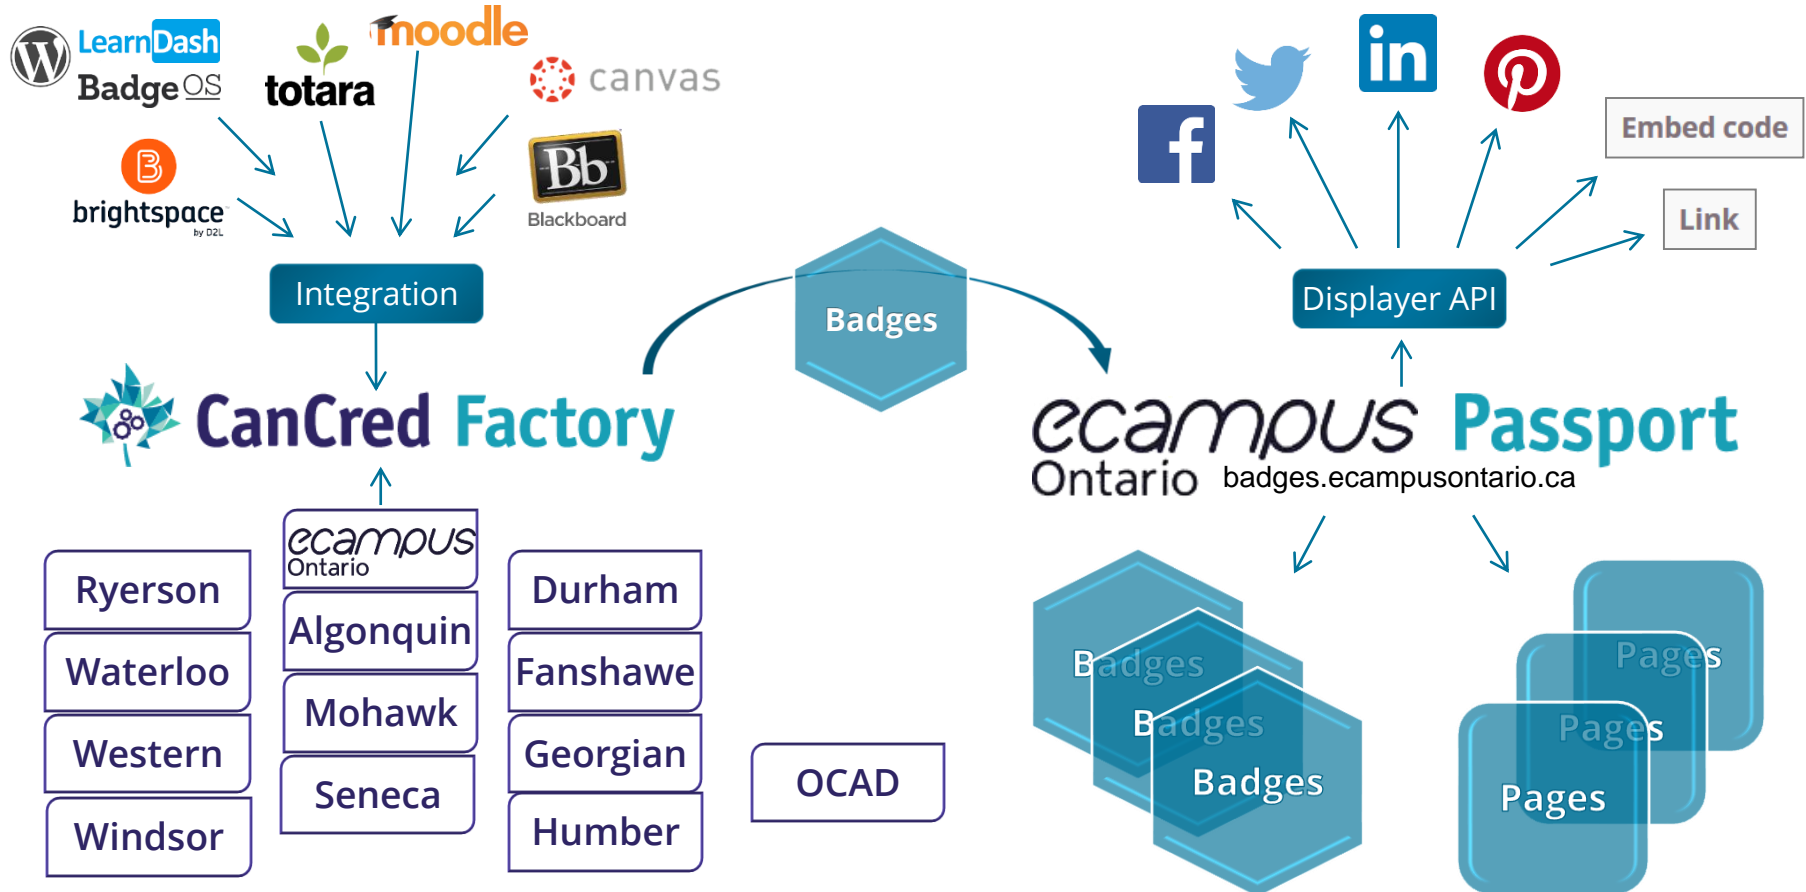 LearnDash
BadgeOS
totara
moodle
canvas
brightspace
by D2L
Bb
Blackboard
Integration
CanCred Factory
Badges
Embed code
Link
Displayer API
ecampus Passport
Ontario
badges.ecampusontario.ca
ecampus
Ontario
Ryerson
Waterloo
Western
Windsor
Algonquin
Mohawk
Seneca
Durham
Fanshawe
Georgian
Humber
OCAD
Badges
Badges
Badges
Pages
Pages
Pages